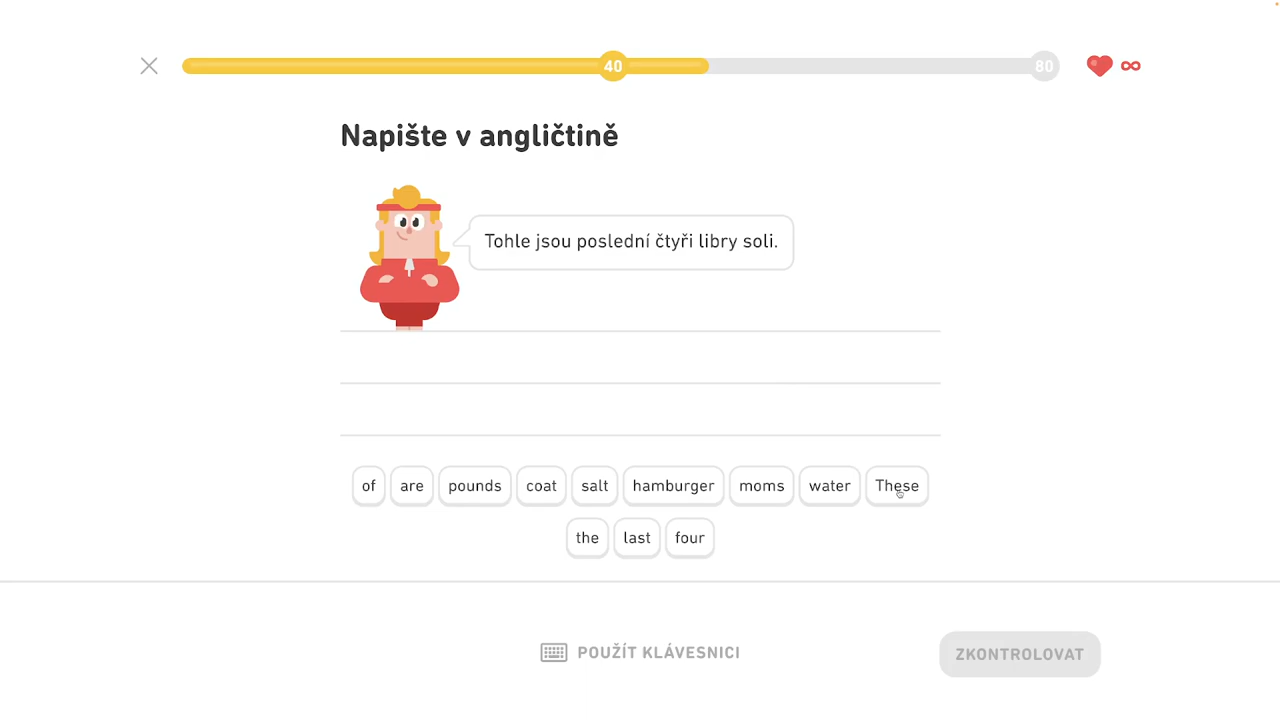 40
80
∞
Napište v angličtině
Tohle jsou poslední čtyři libry soli.
of are pounds coat salt hamburger moms water These
the last four
POUŽÍT KLÁVESNICI
ZKONTROLOVAT